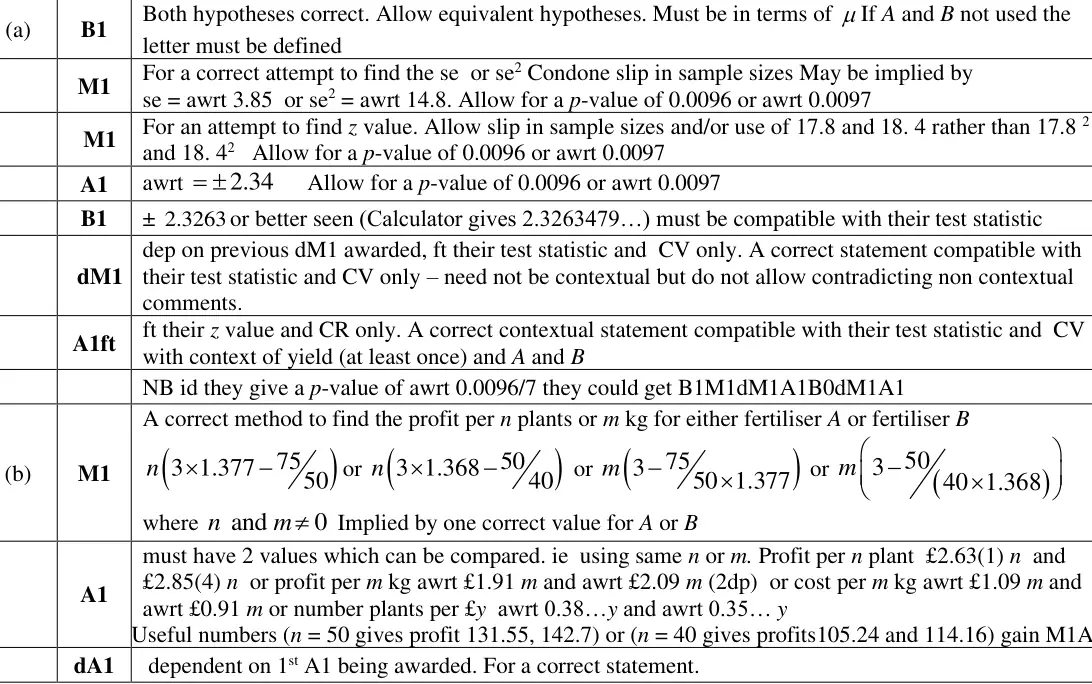 (a) B1 Both hypotheses correct. Allow equivalent hypotheses. Must be in terms of μ If A and B not used the
letter must be defined
M1 For a correct attempt to find the se or se² Condone slip in sample sizes May be implied by
se = awrt 3.85 or se² = awrt 14.8. Allow for a p-value of 0.0096 or awrt 0.0097
M1 For an attempt to find z value. Allow slip in sample sizes and/or use of 17.8 and 18. 4 rather than 17.8 ²
and 18. 4² Allow for a p-value of 0.0096 or awrt 0.0097
A1 awrt = ± 2.34 Allow for a p-value of 0.0096 or awrt 0.0097
B1 ± 2.3263 or better seen (Calculator gives 2.3263479…) must be compatible with their test statistic
dM1 dep on previous dM1 awarded, ft their test statistic and CV only. A correct statement compatible with
their test statistic and CV only – need not be contextual but do not allow contradicting non contextual
comments.
A1ft ft their z value and CR only. A correct contextual statement compatible with their test statistic and CV
with context of yield (at least once) and A and B
NB id they give a p-value of awrt 0.0096/7 they could get B1M1dM1A1B0dM1A1
(b) M1 A correct method to find the profit per n plants or m kg for either fertiliser A or fertiliser B
n(3×1.377 − 75/50) or n(3×1.368 − 50/40) or m(3 − 75/50×1.377) or m(3 − 50/(40×1.368))
where n and m ≠ 0 Implied by one correct value for A or B
A1 must have 2 values which can be compared. ie using same n or m. Profit per n plant £2.63(1) n and
£2.85(4) n or profit per m kg awrt £1.91 m and awrt £2.09 m (2dp) or cost per m kg awrt £1.09 m and
awrt £0.91 m or number plants per £y awrt 0.38…y and awrt 0.35… y
Useful numbers (n = 50 gives profit 131.55, 142.7) or (n = 40 gives profits105.24 and 114.16) gain M1A
dA1 dependent on 1st A1 being awarded. For a correct statement.